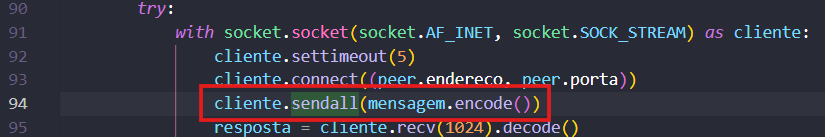 90 try:
91 with socket.socket(socket.AF_INET, socket.SOCK_STREAM) as cliente:
92 cliente.settimeout(5)
93 cliente.connect((peer.endereco, peer.porta))
94 cliente.sendall(mensagem.encode())
95 resposta = cliente.recv(1024).decode()